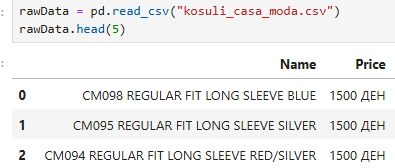 rawData = pd.read_csv("kosuli_casa_moda.csv")
rawData.head(5)
Name Price
0 CM098 REGULAR FIT LONG SLEEVE BLUE 1500 ДЕН
1 CM095 REGULAR FIT LONG SLEEVE SILVER 1500 ДЕН
2 CM094 REGULAR FIT LONG SLEEVE RED/SILVER 1500 ДЕН